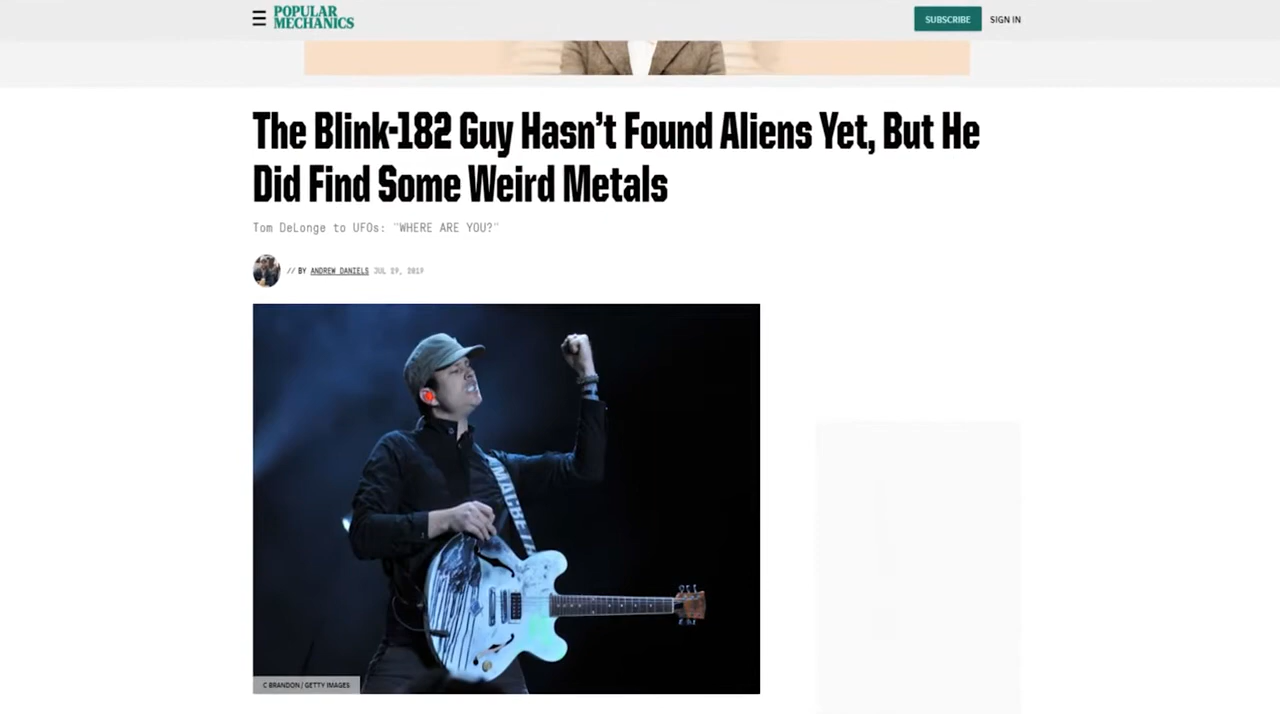 POPULAR
MECHANICS
SUBSCRIBE
SIGN IN
The Blink-182 Guy Hasn't Found Aliens Yet, But He
Did Find Some Weird Metals
Tom DeLonge to UFOs: "WHERE ARE YOU?"
// BY ANDREW DANIELS JUL 29, 2019
MACBETH
C BRANDON / GETTY IMAGES